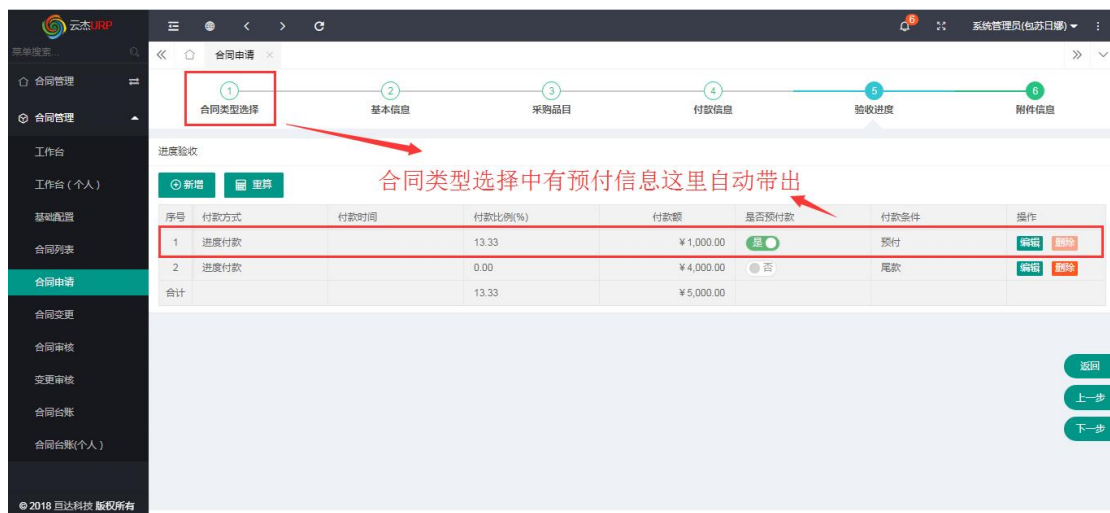 云杰URP
6
系统管理员(包苏日娜)
菜单搜索...
合同申请
合同管理
1 2 3 4 5 6
合同类型选择 基本信息 采购品目 付款信息 验收进度 附件信息
合同管理
工作台
进度验收
工作台（个人）
新增 重算
合同类型选择中有预付信息这里自动带出
基础配置
序号 付款方式 付款时间 付款比例(%) 付款额 是否预付款 付款条件 操作
1 进度付款 13.33 ¥1,000.00 是 预付 编辑 删除
合同列表
2 进度付款 0.00 ¥4,000.00 否 尾款 编辑 删除
合同申请
合计 13.33 ¥5,000.00
合同变更
合同审核
变更审核
返回
上一步
合同台账
下一步
合同台账(个人）
© 2018 亘达科技 版权所有